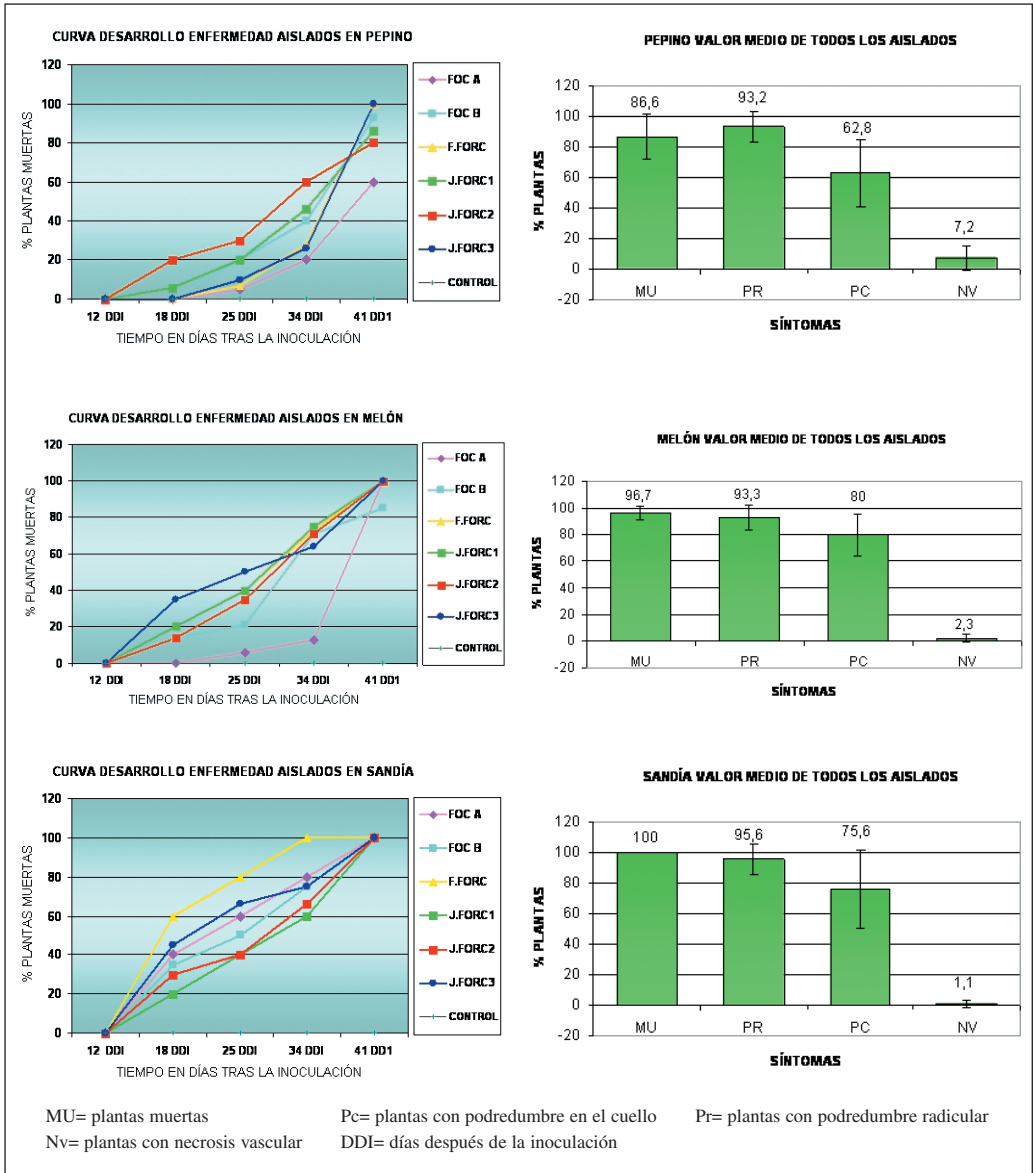 CURVA DESARROLLO ENFERMEDAD AISLADOS EN PEPINO
% PLANTAS MUERTAS
120
100
80
60
40
20
0
12 DDI 18 DDI 25 DDI 34 DDI 41 DD1
TIEMPO EN DÍAS TRAS LA INOCULACIÓN
FOC A
FOC B
F.FORC
J.FORC1
J.FORC2
J.FORC3
CONTROL
PEPINO VALOR MEDIO DE TODOS LOS AISLADOS
% PLANTAS
120
100
80
60
40
20
0
-20
86,6
93,2
62,8
7,2
MU PR PC NV
SÍNTOMAS
CURVA DESARROLLO ENFERMEDAD AISLADOS EN MELÓN
% PLANTAS MUERTAS
120
100
80
60
40
20
0
12 DDI 18 DDI 25 DDI 34 DDI 41 DD1
TIEMPO EN DÍAS TRAS LA INOCULACIÓN
FOC A
FOC B
F.FORC
J.FORC1
J.FORC2
J.FORC3
CONTROL
MELÓN VALOR MEDIO DE TODOS LOS AISLADOS
% PLANTAS
120
100
80
60
40
20
0
-20
96,7
93,3
80
2,3
MU PR PC NV
SÍNTOMAS
CURVA DESARROLLO ENFERMEDAD AISLADOS EN SANDÍA
% PLANTAS MUERTAS
120
100
80
60
40
20
0
12 DDI 18 DDI 25 DDI 34 DDI 41 DD1
TIEMPO EN DÍAS TRAS LA INOCULACIÓN
FOC A
FOC B
F.FORC
J.FORC1
J.FORC2
J.FORC3
CONTROL
SANDÍA VALOR MEDIO DE TODOS LOS AISLADOS
% PLANTAS
120
100
80
60
40
20
0
-20
100
95,6
75,6
1,1
MU PR PC NV
SÍNTOMAS
MU= plantas muertas Pc= plantas con podredumbre en el cuello Pr= plantas con podredumbre radicular
Nv= plantas con necrosis vascular DDI= días después de la inoculación